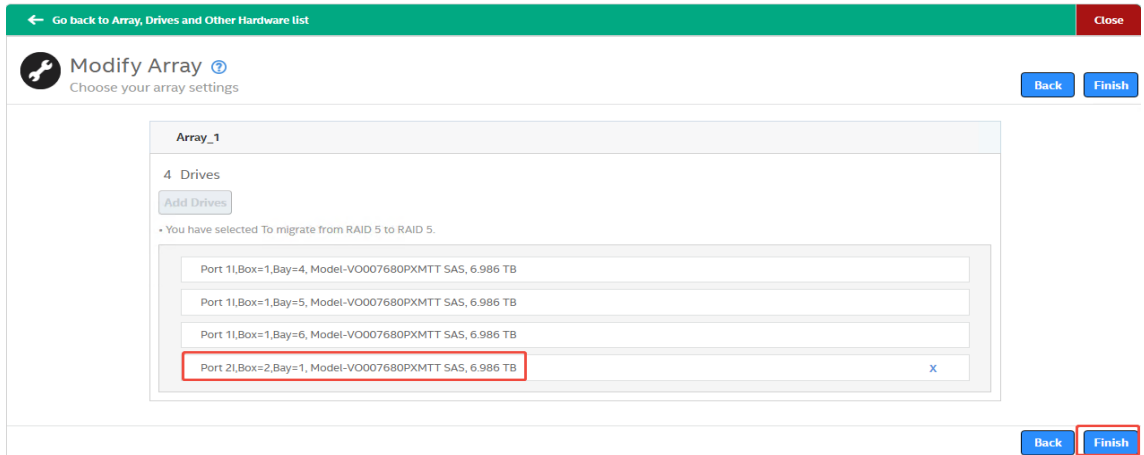 Go back to Array, Drives and Other Hardware list
Close
Modify Array
Choose your array settings
Back Finish
Array_1
4 Drives
Add Drives
• You have selected To migrate from RAID 5 to RAID 5.
Port 1I,Box=1,Bay=4, Model-VO007680PXMTT SAS, 6.986 TB
Port 1I,Box=1,Bay=5, Model-VO007680PXMTT SAS, 6.986 TB
Port 1I,Box=1,Bay=6, Model-VO007680PXMTT SAS, 6.986 TB
Port 2I,Box=2,Bay=1, Model-VO007680PXMTT SAS, 6.986 TB X
Back Finish